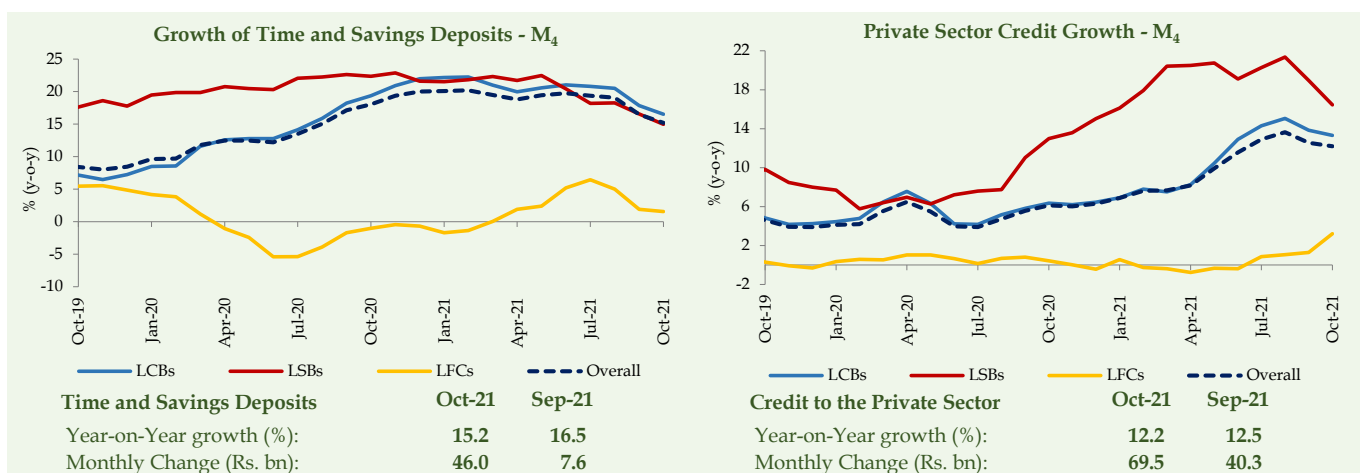 Growth of Time and Savings Deposits - M4
25
20
15
10
5
0
-5
-10
% (y-o-y)
Oct-19
Jan-20
Apr-20
Jul-20
Oct-20
Jan-21
Apr-21
Jul-21
Oct-21
LCBs LSBs LFCs Overall
Time and Savings Deposits Oct-21 Sep-21
Year-on-Year growth (%): 15.2 16.5
Monthly Change (Rs. bn): 46.0 7.6
Private Sector Credit Growth - M4
22
18
14
10
6
2
-2
% (y-o-y)
Oct-19
Jan-20
Apr-20
Jul-20
Oct-20
Jan-21
Apr-21
Jul-21
Oct-21
LCBs LSBs LFCs Overall
Credit to the Private Sector Oct-21 Sep-21
Year-on-Year growth (%): 12.2 12.5
Monthly Change (Rs. bn): 69.5 40.3